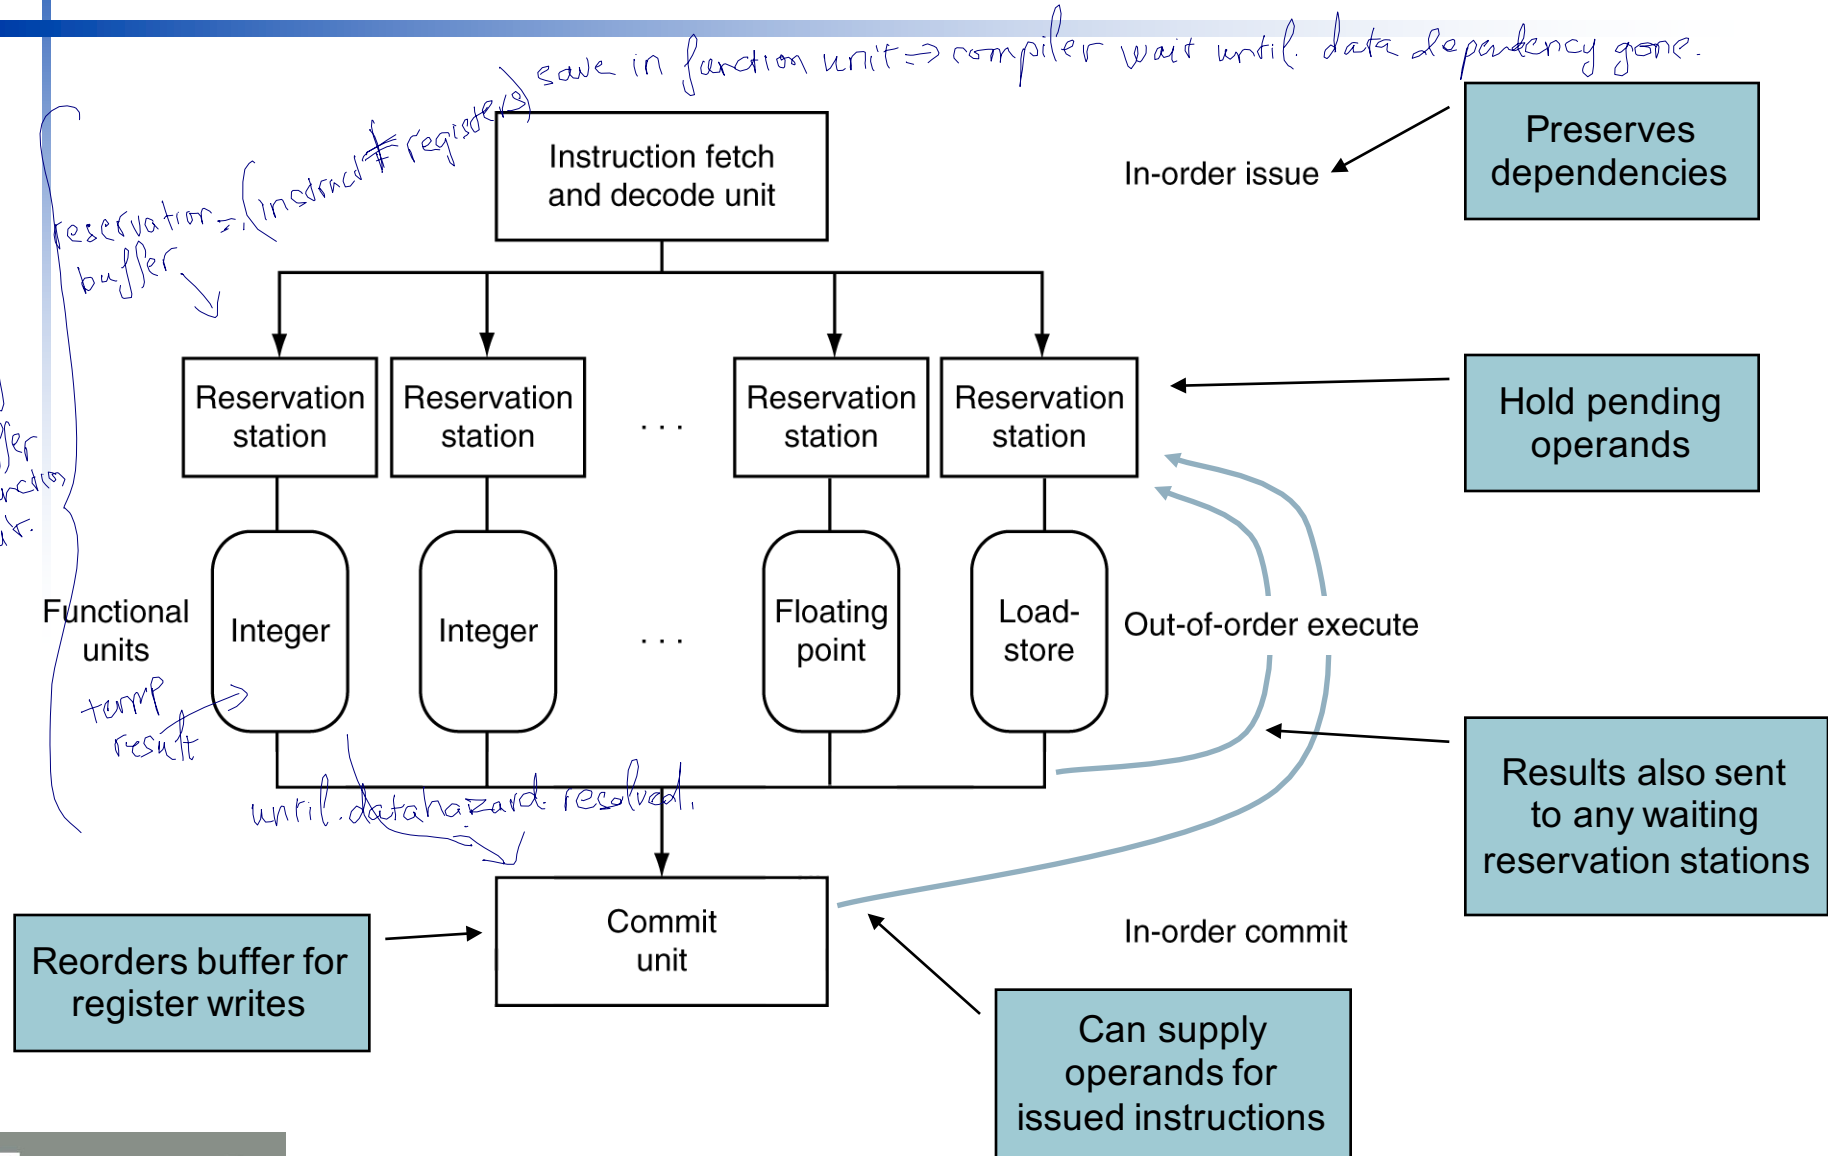 save in function unit => compiler wait until. data dependency gone.
reservation = (instruct + registers)
buffer
Instruction fetch
and decode unit
In-order issue
Preserves
dependencies
Reservation
station
Reservation
station
. . .
Reservation
station
Reservation
station
Hold pending
operands
Functional
units
Integer
Integer
. . .
Floating
point
Load-
store
Out-of-order execute
temp
result
until. datahazard. resolved.
Results also sent
to any waiting
reservation stations
Commit
unit
In-order commit
Reorders buffer for
register writes
Can supply
operands for
issued instructions